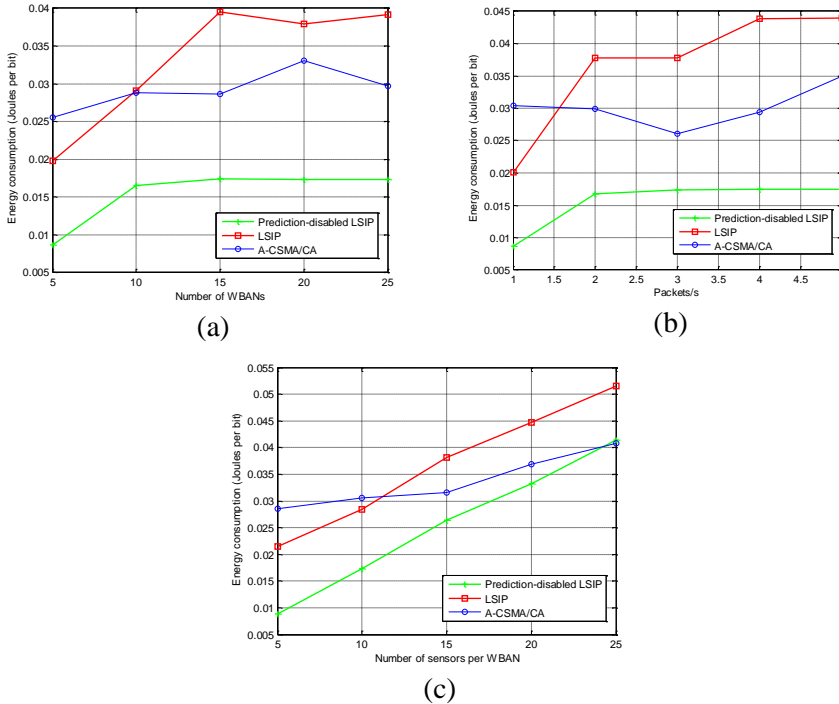 0.04
0.035
0.03
0.025
0.02
0.015
0.01
0.005
5
10
15
20
25
Energy consumption (Joules per bit)
Number of WBANs
Prediction-disabled LSIP
LSIP
A-CSMA/CA
(a)
0.045
0.04
0.035
0.03
0.025
0.02
0.015
0.01
0.005
1
1.5
2
2.5
3
3.5
4
4.5
Energy consumption (Joules per bit)
Packets/s
Prediction-disabled LSIP
LSIP
A-CSMA/CA
(b)
0.055
0.05
0.045
0.04
0.035
0.03
0.025
0.02
0.015
0.01
0.005
5
10
15
20
25
Energy consumption (Joules per bit)
Number of sensors per WBAN
Prediction-disabled LSIP
LSIP
A-CSMA/CA
(c)